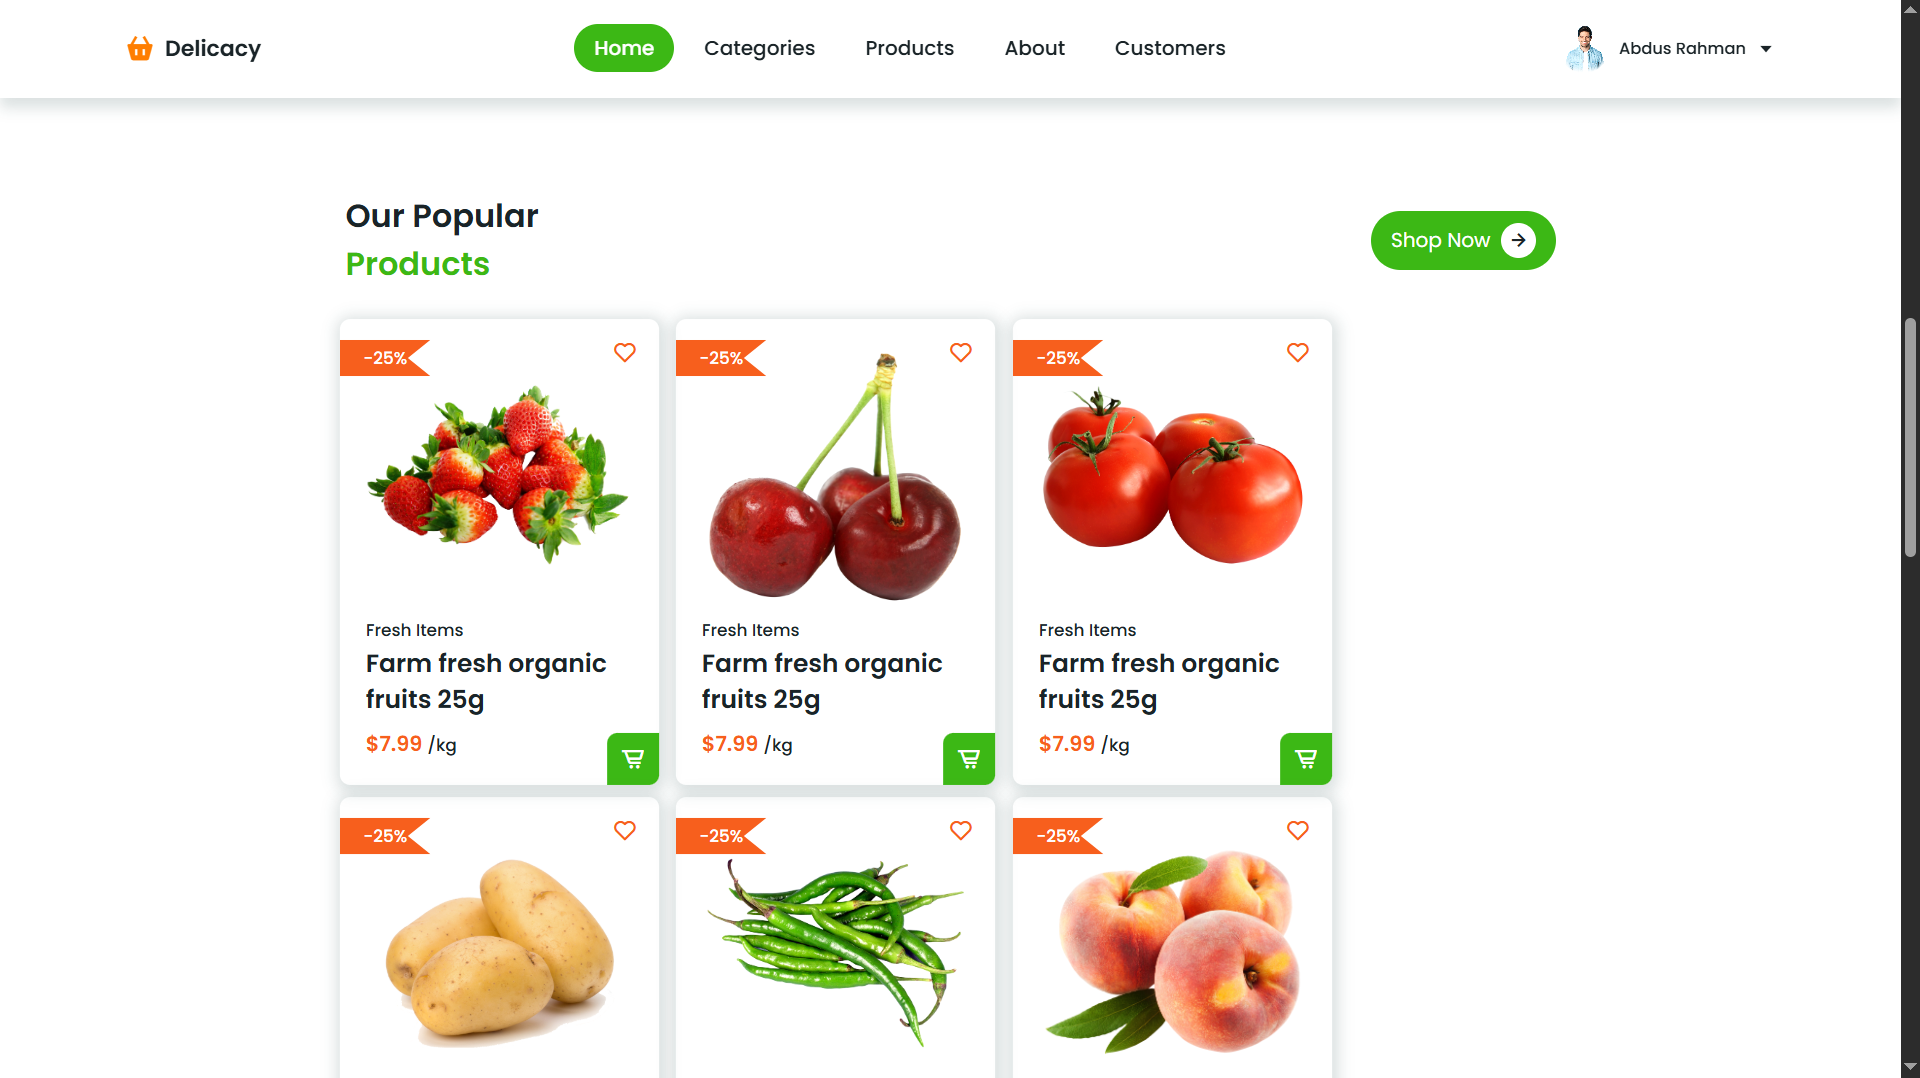 Delicacy
Home
Categories
Products
About
Customers
Abdus Rahman
Our Popular
Products
Shop Now
-25%
Fresh Items
Farm fresh organic
fruits 25g
$7.99 /kg
-25%
Fresh Items
Farm fresh organic
fruits 25g
$7.99 /kg
-25%
Fresh Items
Farm fresh organic
fruits 25g
$7.99 /kg
-25%
-25%
-25%